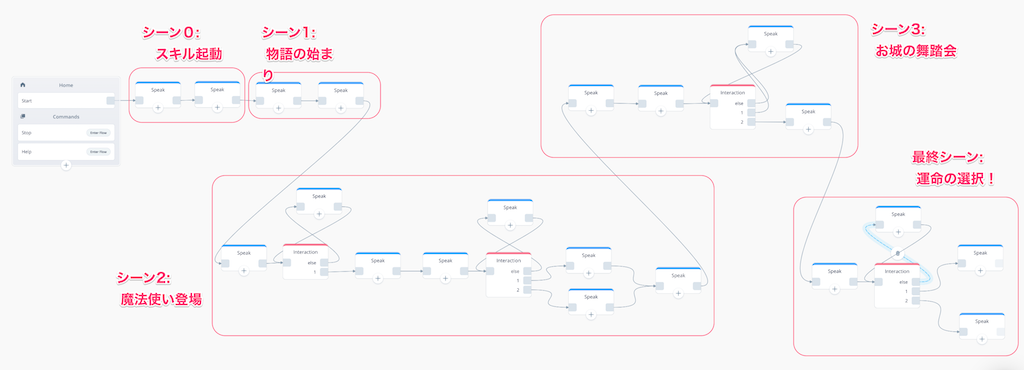 シーン０:
スキル起動
シーン1:
物語の始ま
り
Home
Start
Commands
Stop
Enter flow
Help
Enter flow
Speak
Speak
Speak
Speak
シーン3:
お城の舞踏会
Speak
Speak
Speak
Interaction
else
1
2
Speak
シーン2:
魔法使い登場
Speak
Speak
Interaction
else
1
Speak
Speak
Speak
Interaction
else
1
2
Speak
Speak
Speak
最終シーン:
運命の選択！
Speak
Speak
Interaction
else
1
2
Speak
Speak